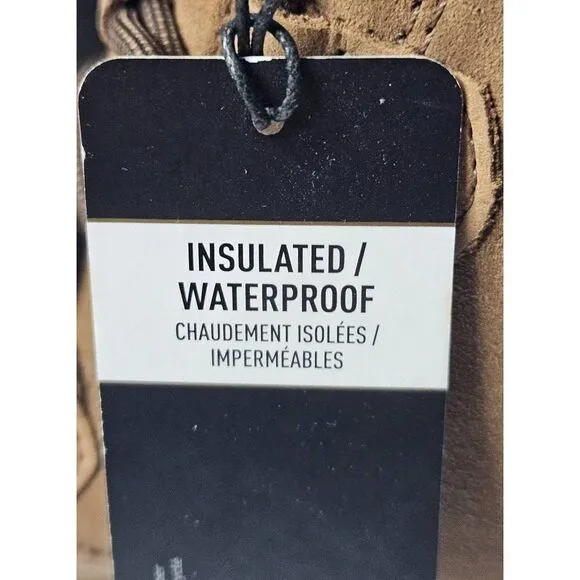 INSULATED /
WATERPROOF
CHAUDEMENT ISOLÉES /
IMPERMÉABLES